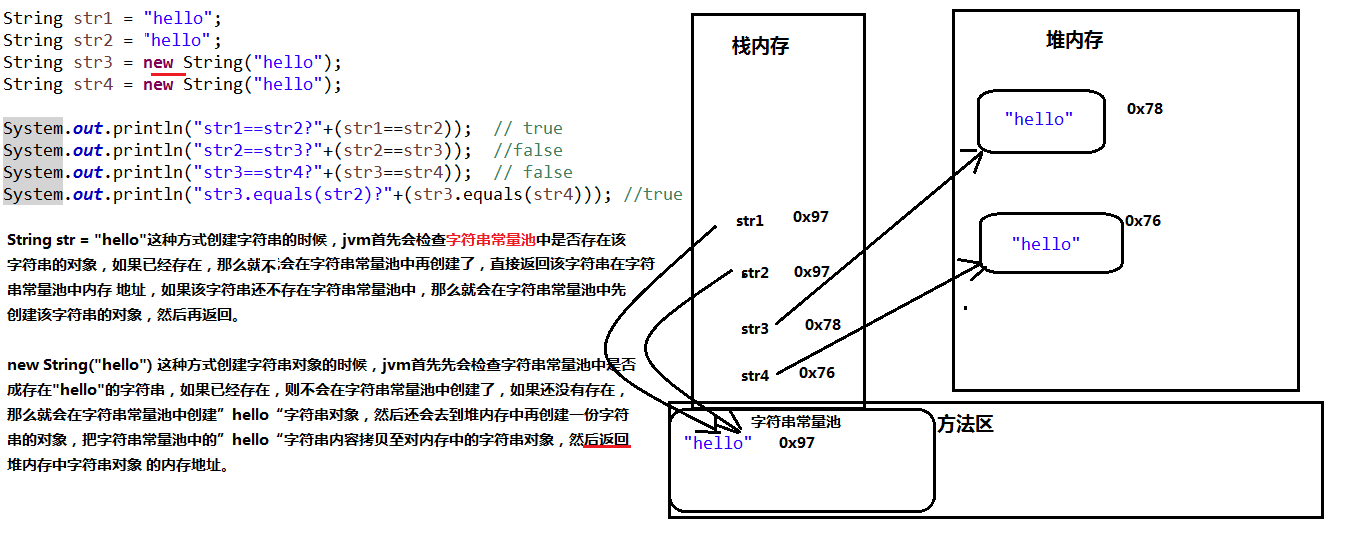 String str1 = "hello";
String str2 = "hello";
String str3 = new String("hello");
String str4 = new String("hello");
System.out.println("str1==str2?"+(str1==str2));  // true
System.out.println("str2==str3?"+(str2==str3));  //false
System.out.println("str3==str4?"+(str3==str4));  // false
System.out.println("str3.equals(str2)?"+(str3.equals(str4))); //true
String str = "hello"这种方式创建字符串的时候，jvm首先会检查字符串常量池中是否存在该
字符串的对象，如果已经存在，那么就不会在字符串常量池中再创建了，直接返回该字符串在字符
串常量池中内存 地址，如果该字符串还不存在字符串常量池中，那么就会在字符串常量池中先
创建该字符串的对象，然后再返回。
new String("hello") 这种方式创建字符串对象的时候，jvm首先先会检查字符串常量池中是否
成存在"hello"的字符串，如果已经存在，则不会在字符串常量池中创建了，如果还没有存在，
那么就会在字符串常量池中创建”hello“字符串对象，然后还会去到堆内存中再创建一份字符
串的对象，把字符串常量池中的”hello“字符串内容拷贝至对内存中的字符串对象，然后返回
堆内存中字符串对象 的内存地址。
栈内存
str1 0x97
str2 0x97
str3 0x78
str4 0x76
堆内存
"hello" 0x78
"hello" 0x76
字符串常量池
"hello" 0x97
方法区